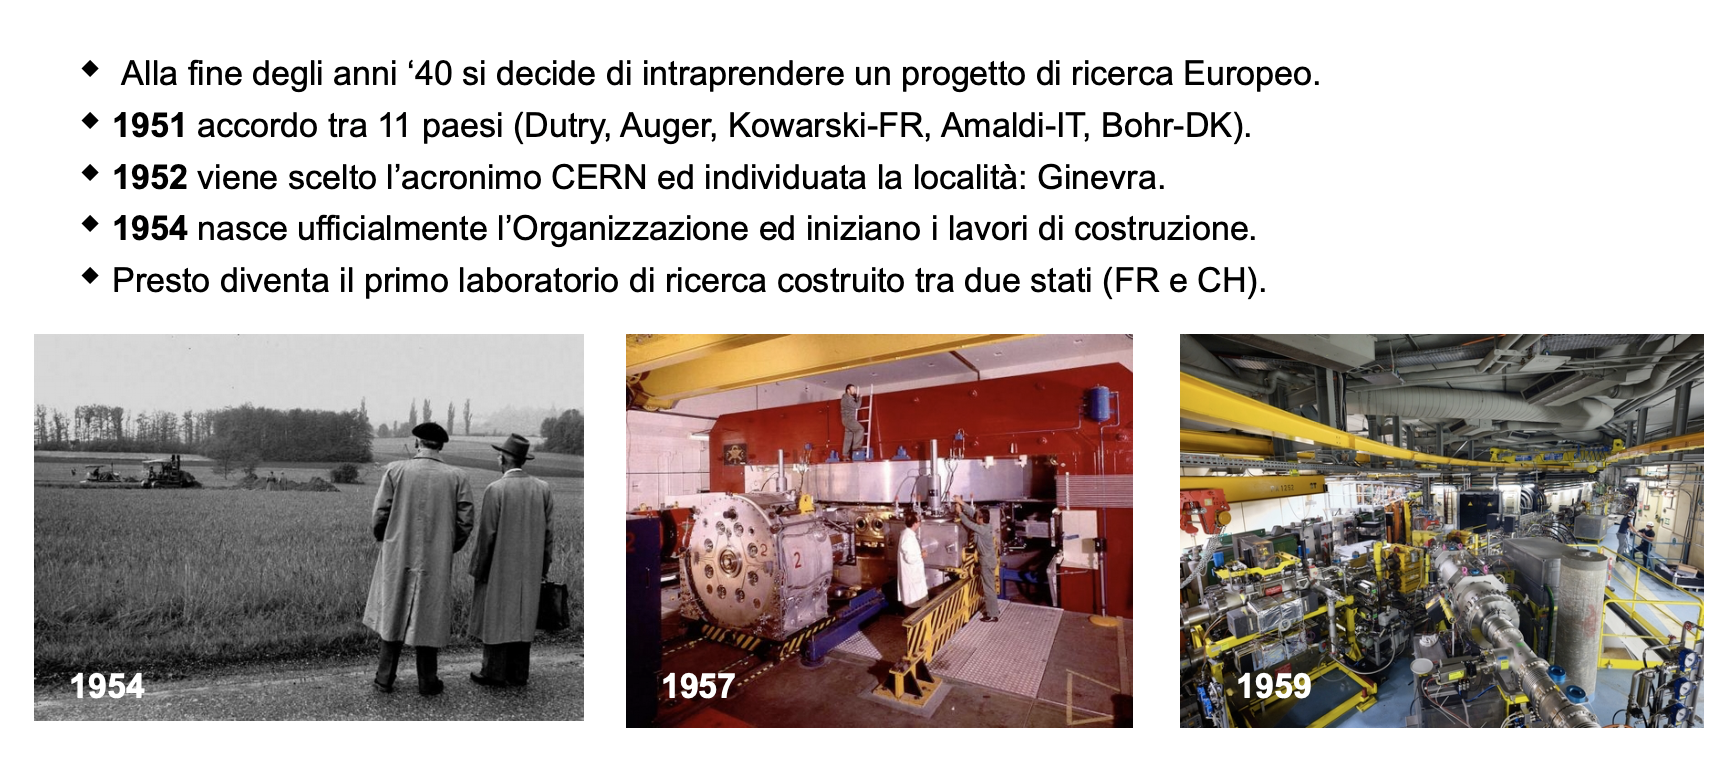 ◆ Alla fine degli anni ‘40 si decide di intraprendere un progetto di ricerca Europeo.
◆ 1951 accordo tra 11 paesi (Dutry, Auger, Kowarski-FR, Amaldi-IT, Bohr-DK).
◆ 1952 viene scelto l’acronimo CERN ed individuata la località: Ginevra.
◆ 1954 nasce ufficialmente l’Organizzazione ed iniziano i lavori di costruzione.
◆ Presto diventa il primo laboratorio di ricerca costruito tra due stati (FR e CH).
1954
2
2
1957
1959